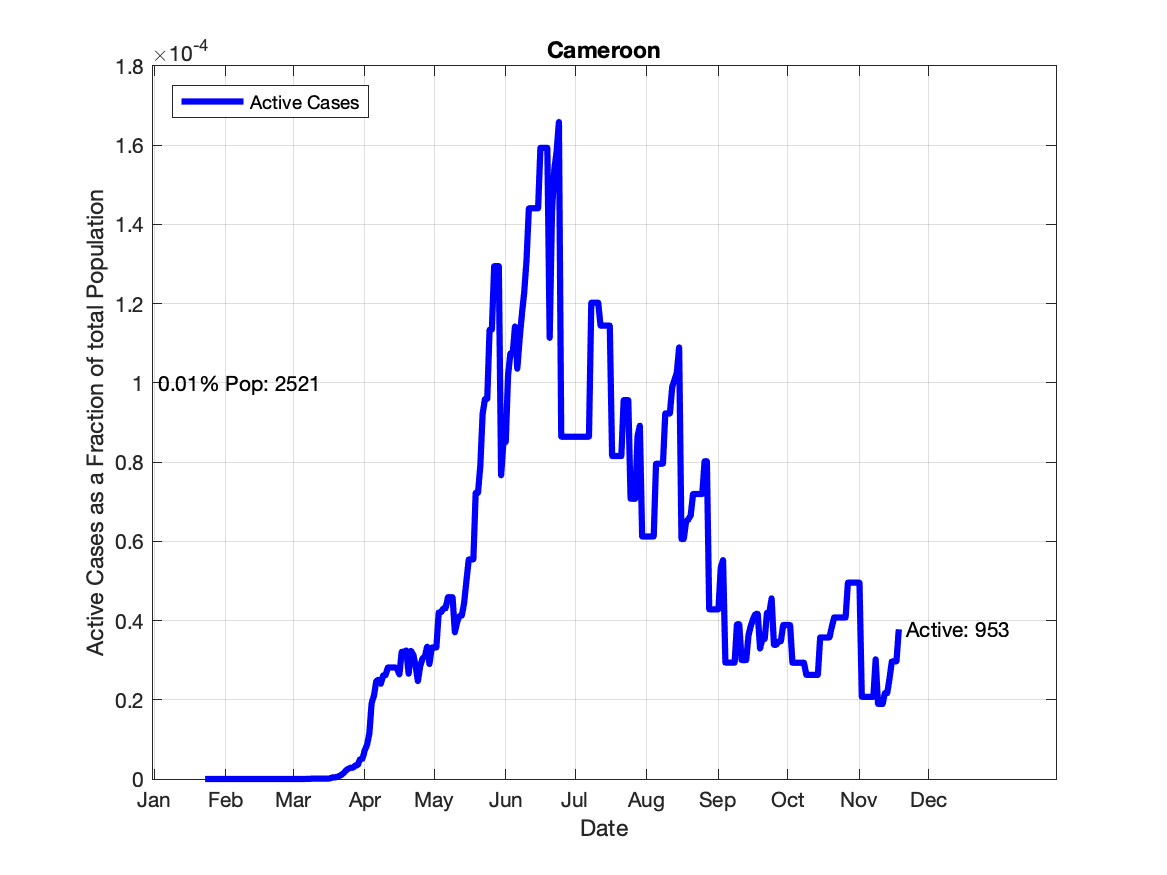 Cameroon
×10-4
Active Cases
1.8
1.6
1.4
1.2
1
0.8
0.6
0.4
0.2
0
0.01% Pop: 2521
Active: 953
Active Cases as a Fraction of total Population
Jan Feb Mar Apr May Jun Jul Aug Sep Oct Nov Dec
Date